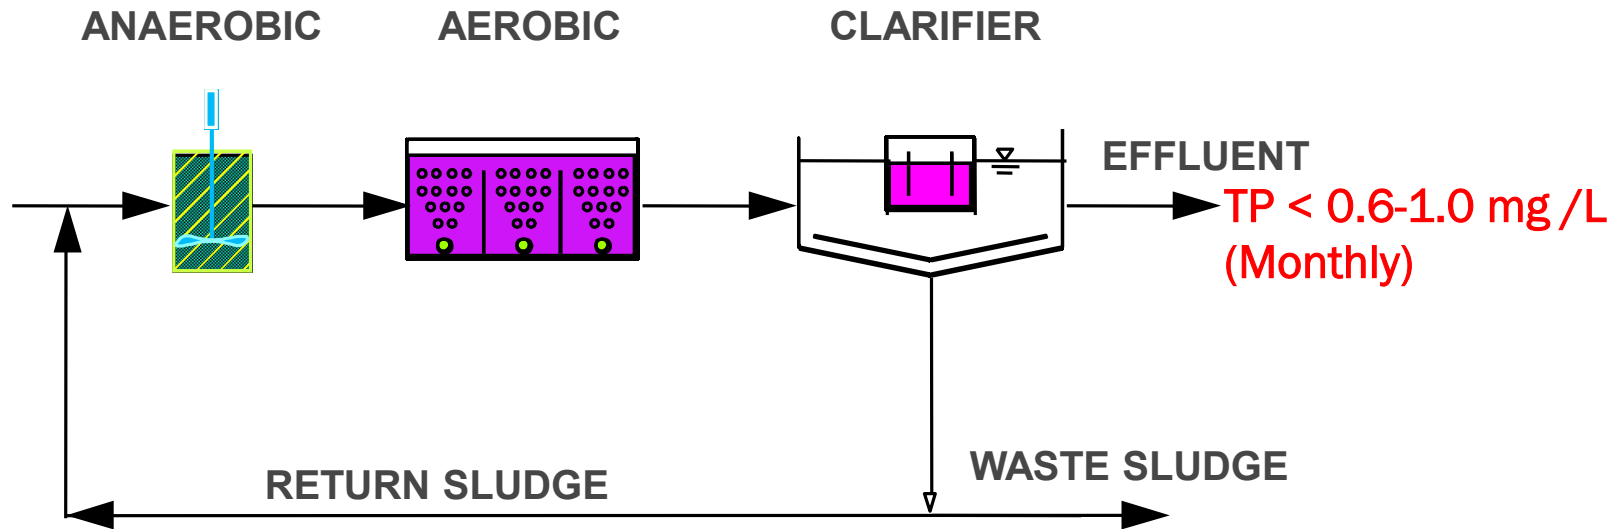 ANAEROBIC
AEROBIC
CLARIFIER
EFFLUENT
TP < 0.6-1.0 mg /L
(Monthly)
WASTE SLUDGE
RETURN SLUDGE